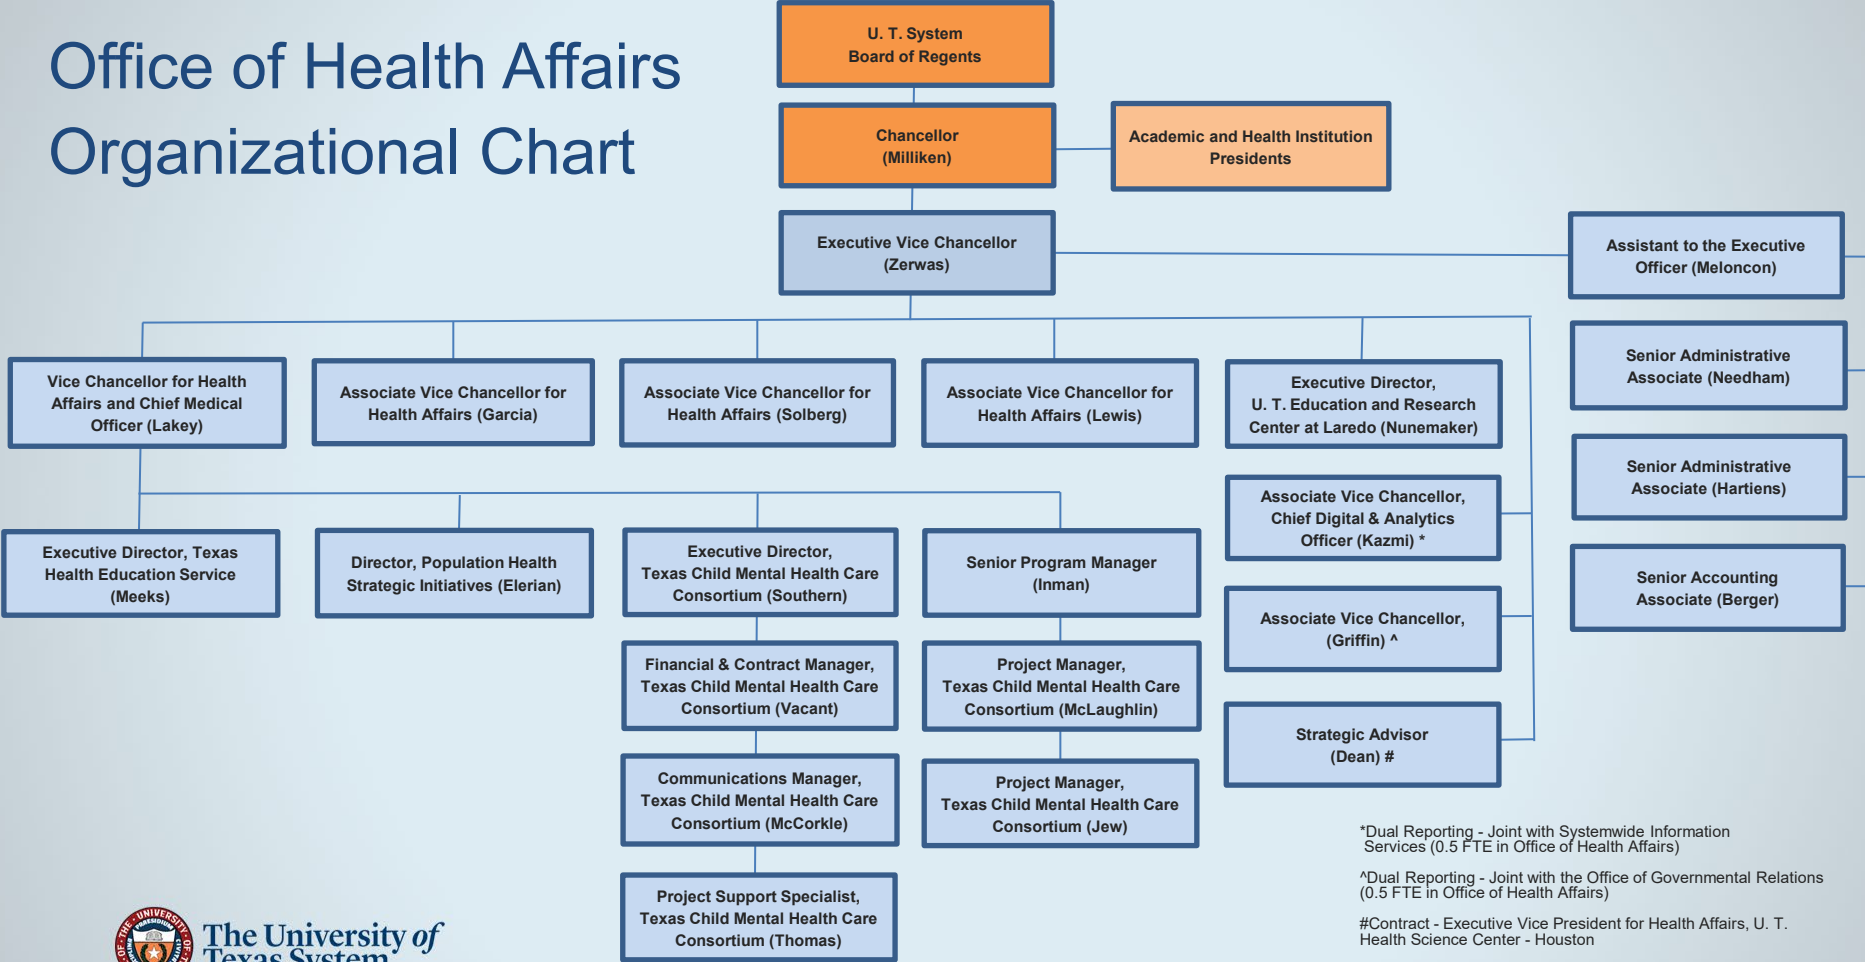 Office of Health Affairs
Organizational Chart
U. T. System
Board of Regents
Chancellor
(Milliken)
Academic and Health Institution
Presidents
Executive Vice Chancellor
(Zerwas)
Assistant to the Executive
Officer (Meloncon)
Senior Administrative
Associate (Needham)
Senior Administrative
Associate (Hartiens)
Senior Accounting
Associate (Berger)
Vice Chancellor for Health
Affairs and Chief Medical
Officer (Lakey)
Associate Vice Chancellor for
Health Affairs (Garcia)
Associate Vice Chancellor for
Health Affairs (Solberg)
Associate Vice Chancellor for
Health Affairs (Lewis)
Executive Director,
U. T. Education and Research
Center at Laredo (Nunemaker)
Associate Vice Chancellor,
Chief Digital & Analytics
Officer (Kazmi) *
Associate Vice Chancellor,
(Griffin) ^
Strategic Advisor
(Dean) #
Executive Director, Texas
Health Education Service
(Meeks)
Director, Population Health
Strategic Initiatives (Elerian)
Executive Director,
Texas Child Mental Health Care
Consortium (Southern)
Senior Program Manager
(Inman)
Financial & Contract Manager,
Texas Child Mental Health Care
Consortium (Vacant)
Project Manager,
Texas Child Mental Health Care
Consortium (McLaughlin)
Communications Manager,
Texas Child Mental Health Care
Consortium (McCorkle)
Project Manager,
Texas Child Mental Health Care
Consortium (Jew)
Project Support Specialist,
Texas Child Mental Health Care
Consortium (Thomas)
*Dual Reporting - Joint with Systemwide Information
Services (0.5 FTE in Office of Health Affairs)
^Dual Reporting - Joint with the Office of Governmental Relations
(0.5 FTE in Office of Health Affairs)
#Contract - Executive Vice President for Health Affairs, U. T.
Health Science Center - Houston
The University of
Texas System